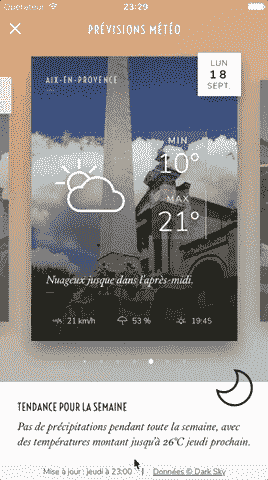 Opérateur 23:29
PRÉVISIONS MÉTÉO
LUN
18
SEPT.
AIX-EN-PROVENCE
MIN
10°
MAX
21°
Nuageux jusque dans l'après-midi.
21 km/h 53 % 19:45
TENDANCE POUR LA SEMAINE
Pas de précipitations pendant toute la semaine, avec
des températures montant jusqu'à 26°C jeudi prochain.
Mise à jour : jeudi à 23:00 | Données © Dark Sky